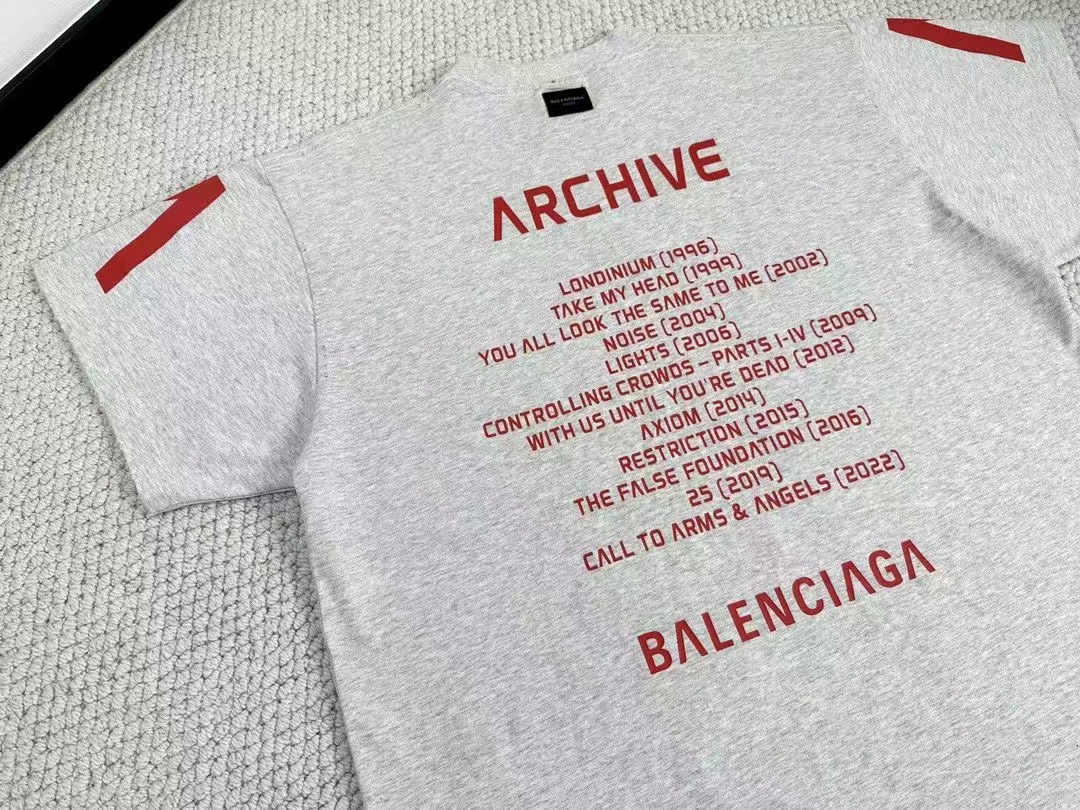 BALENCIAGA
ARCHIVE
LONDINIUM (1996)
TAKE MY HEAD (1999)
YOU ALL LOOK THE SAME TO ME (2002)
NOISE (2004)
LIGHTS (2006)
CONTROLLING CROWDS – PARTS I-IV (2009)
WITH US UNTIL YOU'RE DEAD (2012)
AXIOM (2014)
RESTRICTION (2015)
THE FALSE FOUNDATION (2016)
25 (2019)
CALL TO ARMS & ANGELS (2022)
BALENCIAGA